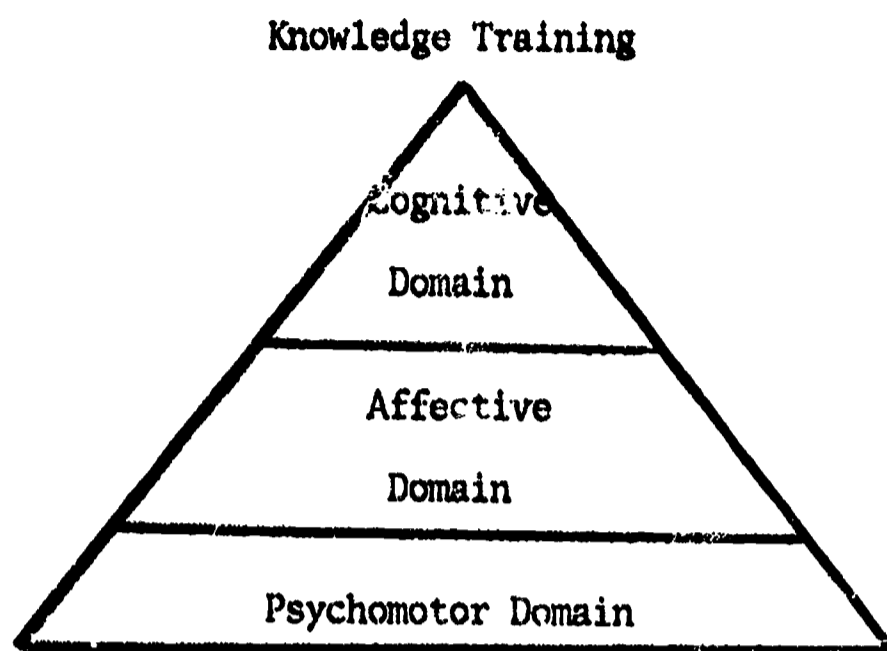 Knowledge Training
Cognitive
Domain
Affective
Domain
Psychomotor Domain